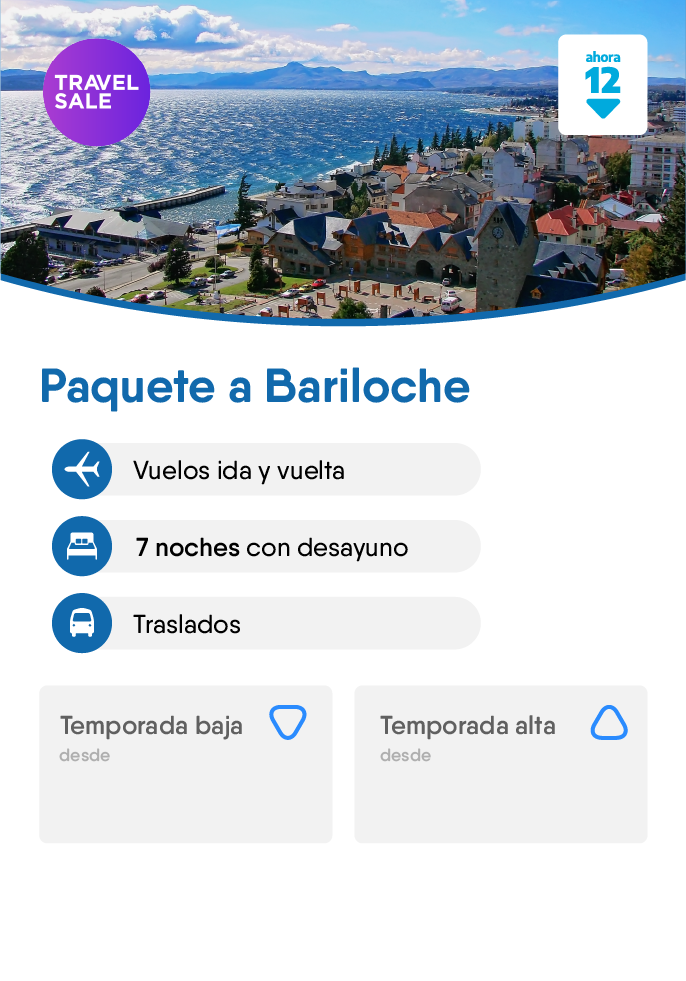 TRAVEL
SALE
ahora
12
Paquete a Bariloche
Vuelos ida y vuelta
7 noches con desayuno
Traslados
Temporada baja
desde
Temporada alta
desde